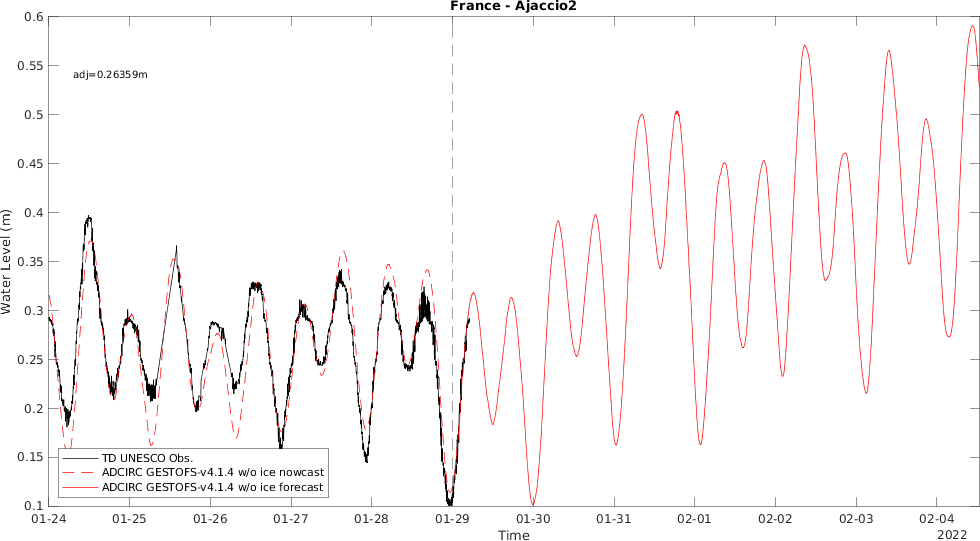 France - Ajaccio2
adj=0.26359m
Water Level (m)
0.6
0.55
0.5
0.45
0.4
0.35
0.3
0.25
0.2
0.15
0.1
TD UNESCO Obs.
ADCIRC GESTOFS-v4.1.4 w/o ice nowcast
ADCIRC GESTOFS-v4.1.4 w/o ice forecast
01-24 01-25 01-26 01-27 01-28 01-29 01-30 01-31 02-01 02-02 02-03 02-04
Time
2022